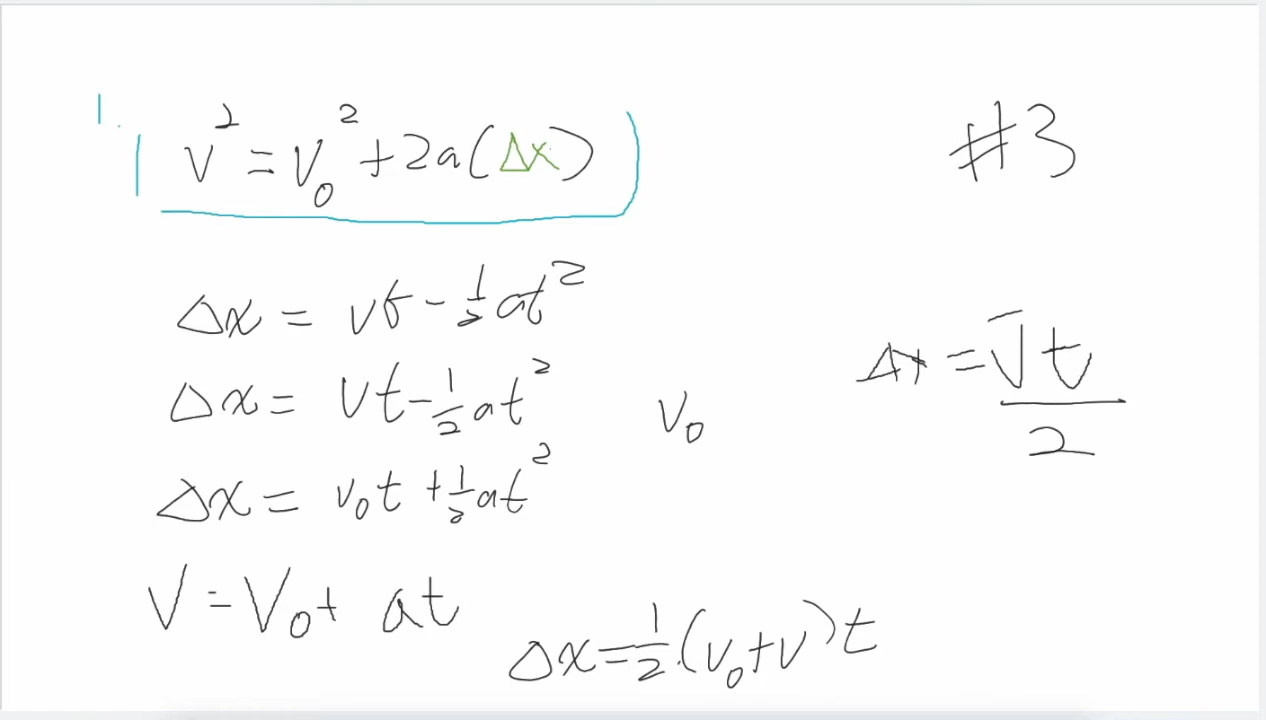 1.
v² = v₀² + 2a(Δx)
#3
Δx = vt - ½at²
Δx = vt - ½at²
v₀
Δx = v̄t/2
Δx = v₀t + ½at²
V = V₀ + at
Δx = ½(v₀+v)t